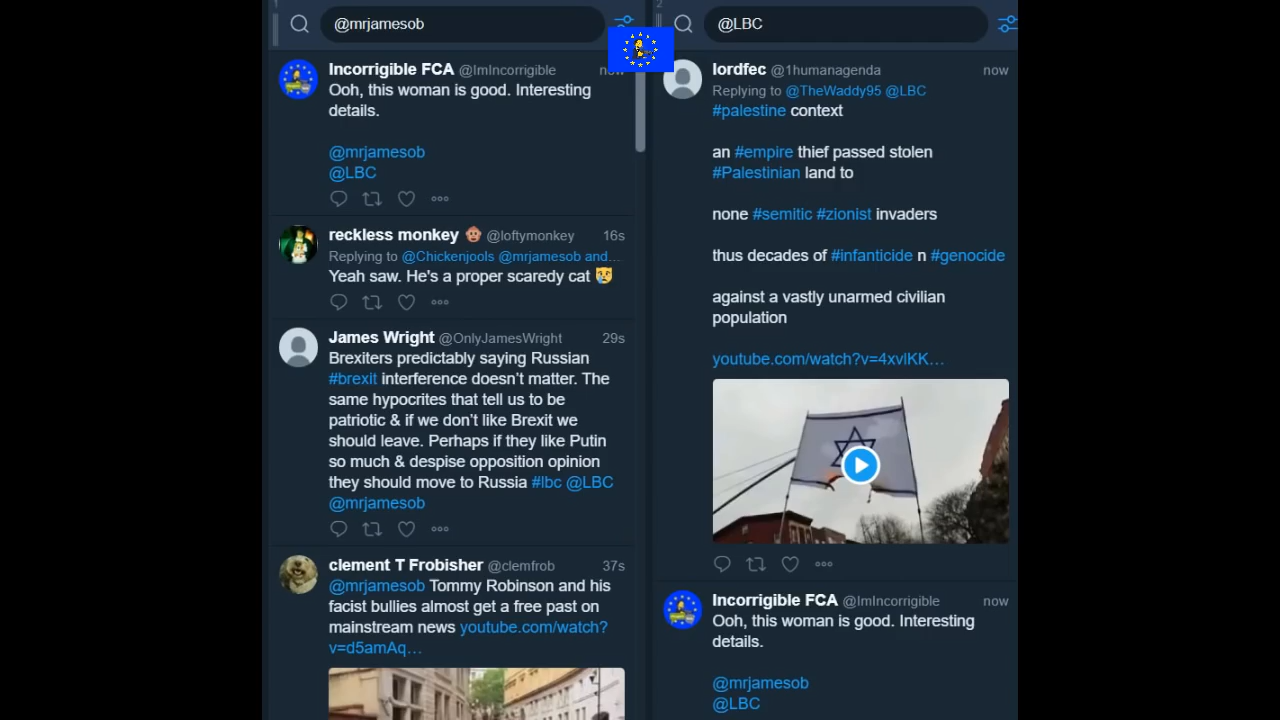 1
@mrjamesob
Incorrigible FCA @ImIncorrigible now
Ooh, this woman is good. Interesting
details.
@mrjamesob
@LBC
reckless monkey 🐵 @loftymonkey 16s
Replying to @Chickenjools @mrjamesob and...
Yeah saw. He's a proper scaredy cat 😿
James Wright @OnlyJamesWright 29s
Brexiters predictably saying Russian
#brexit interference doesn't matter. The
same hypocrites that tell us to be
patriotic & if we don't like Brexit we
should leave. Perhaps if they like Putin
so much & despise opposition opinion
they should move to Russia #lbc @LBC
@mrjamesob
clement T Frobisher @clemfrob 37s
@mrjamesob Tommy Robinson and his
facist bullies almost get a free past on
mainstream news youtube.com/watch?
v=d5amAq…
2
@LBC
lordfec @1humanagenda now
Replying to @TheWaddy95 @LBC
#palestine context
an #empire thief passed stolen
#Palestinian land to
none #semitic #zionist invaders
thus decades of #infanticide n #genocide
against a vastly unarmed civilian
population
youtube.com/watch?v=4xvlKK…
Incorrigible FCA @ImIncorrigible now
Ooh, this woman is good. Interesting
details.
@mrjamesob
@LBC